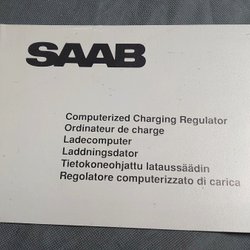 SAAB
Computerized Charging Regulator
Ordinateur de charge
Ladecomputer
Laddningsdator
Tietokoneohjattu lataussäädin
Regolatore computerizzato di carica